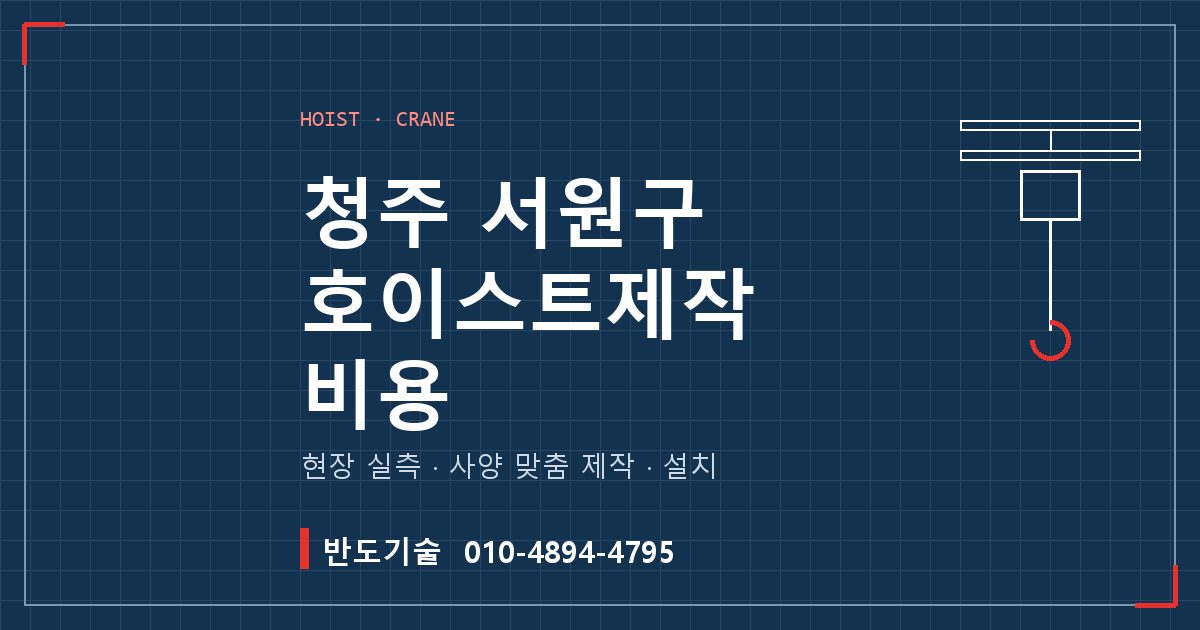 HOIST · CRANE
청주 서원구
호이스트제작
비용
현장 실측 · 사양 맞춤 제작 · 설치
반도기술 010-4894-4795